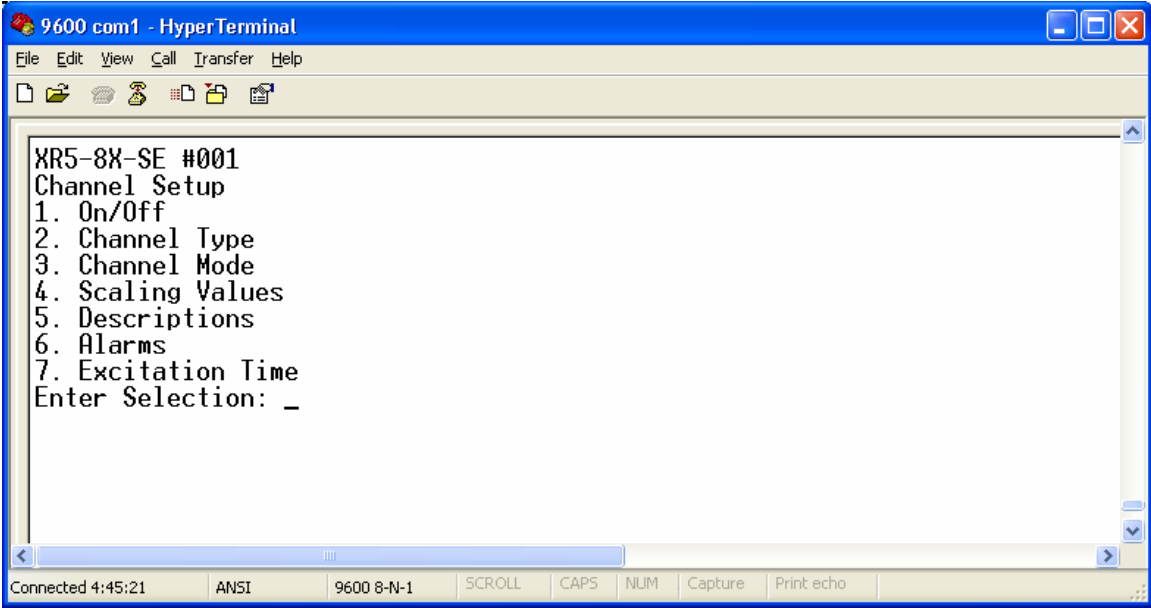 9600 com1 - HyperTerminal
File Edit View Call Transfer Help
XR5-8X-SE #001
Channel Setup
1. On/Off
2. Channel Type
3. Channel Mode
4. Scaling Values
5. Descriptions
6. Alarms
7. Excitation Time
Enter Selection: _
Connected 4:45:21 ANSI 9600 8-N-1 SCROLL CAPS NUM Capture Print echo